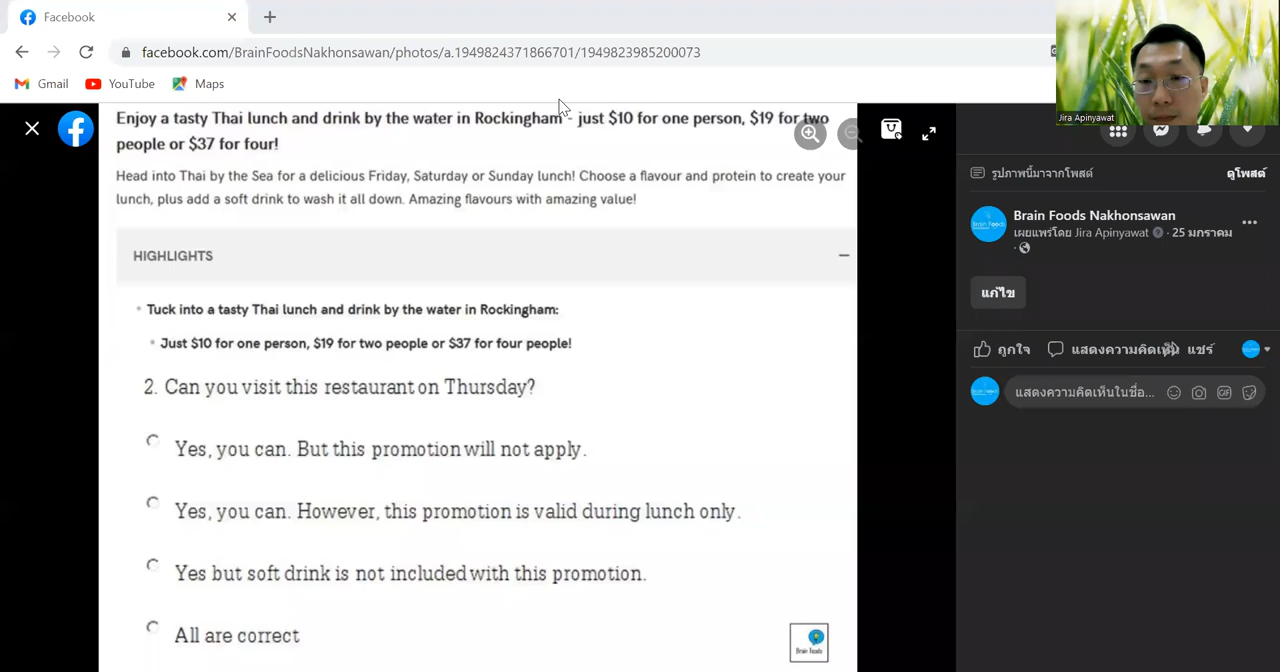 Facebook
facebook.com/BrainFoodsNakhonsawan/photos/a.1949824371866701/1949823985200073
Gmail
YouTube
Maps
Jira Apinyawat
Enjoy a tasty Thai lunch and drink by the water in Rockingham - just $10 for one person, $19 for two
people or $37 for four!
Head into Thai by the Sea for a delicious Friday, Saturday or Sunday lunch! Choose a flavour and protein to create your
lunch, plus add a soft drink to wash it all down. Amazing flavours with amazing value!
HIGHLIGHTS
Tuck into a tasty Thai lunch and drink by the water in Rockingham:
Just $10 for one person, $19 for two people or $37 for four people!
2. Can you visit this restaurant on Thursday?
Yes, you can. But this promotion will not apply.
Yes, you can. However, this promotion is valid during lunch only.
Yes but soft drink is not included with this promotion.
All are correct
Brain Foods
รูปภาพนี้มาจากโพสต์
ดูโพสต์
Brain Foods Nakhonsawan
เผยแพร่โดย Jira Apinyawat · 25 มกราคม
·
แก้ไข
ถูกใจ
แสดงความคิดเห็น
แชร์
แสดงความคิดเห็นในชื่อ...